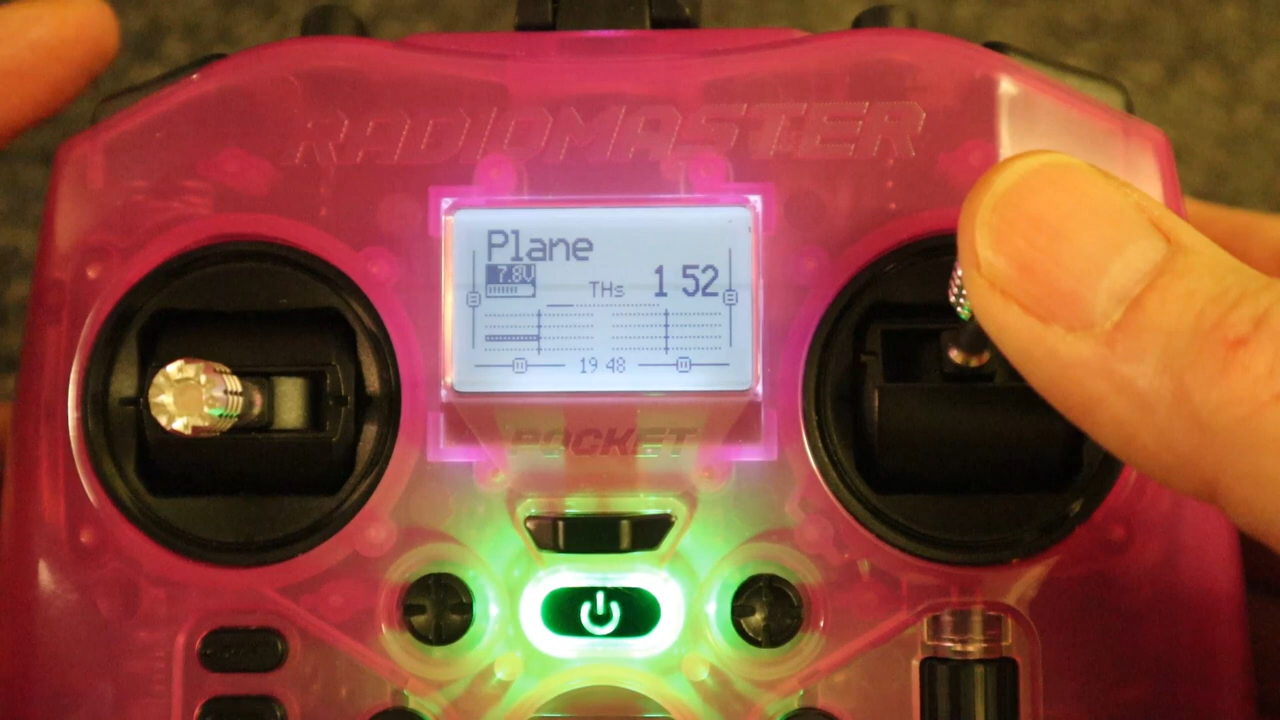 RADIOMASTER
Plane
7.8V
THs 1 52
19 48
POCKET